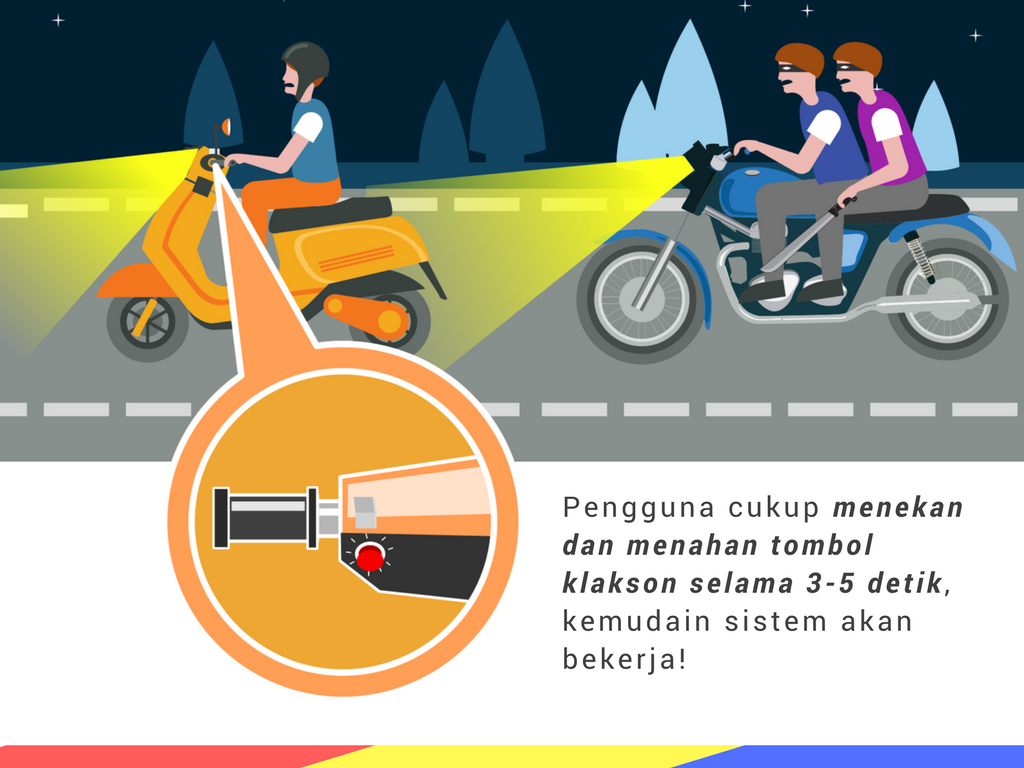 Pengguna cukup menekan
dan menahan tombol
klakson selama 3-5 detik,
kemudain sistem akan
bekerja!